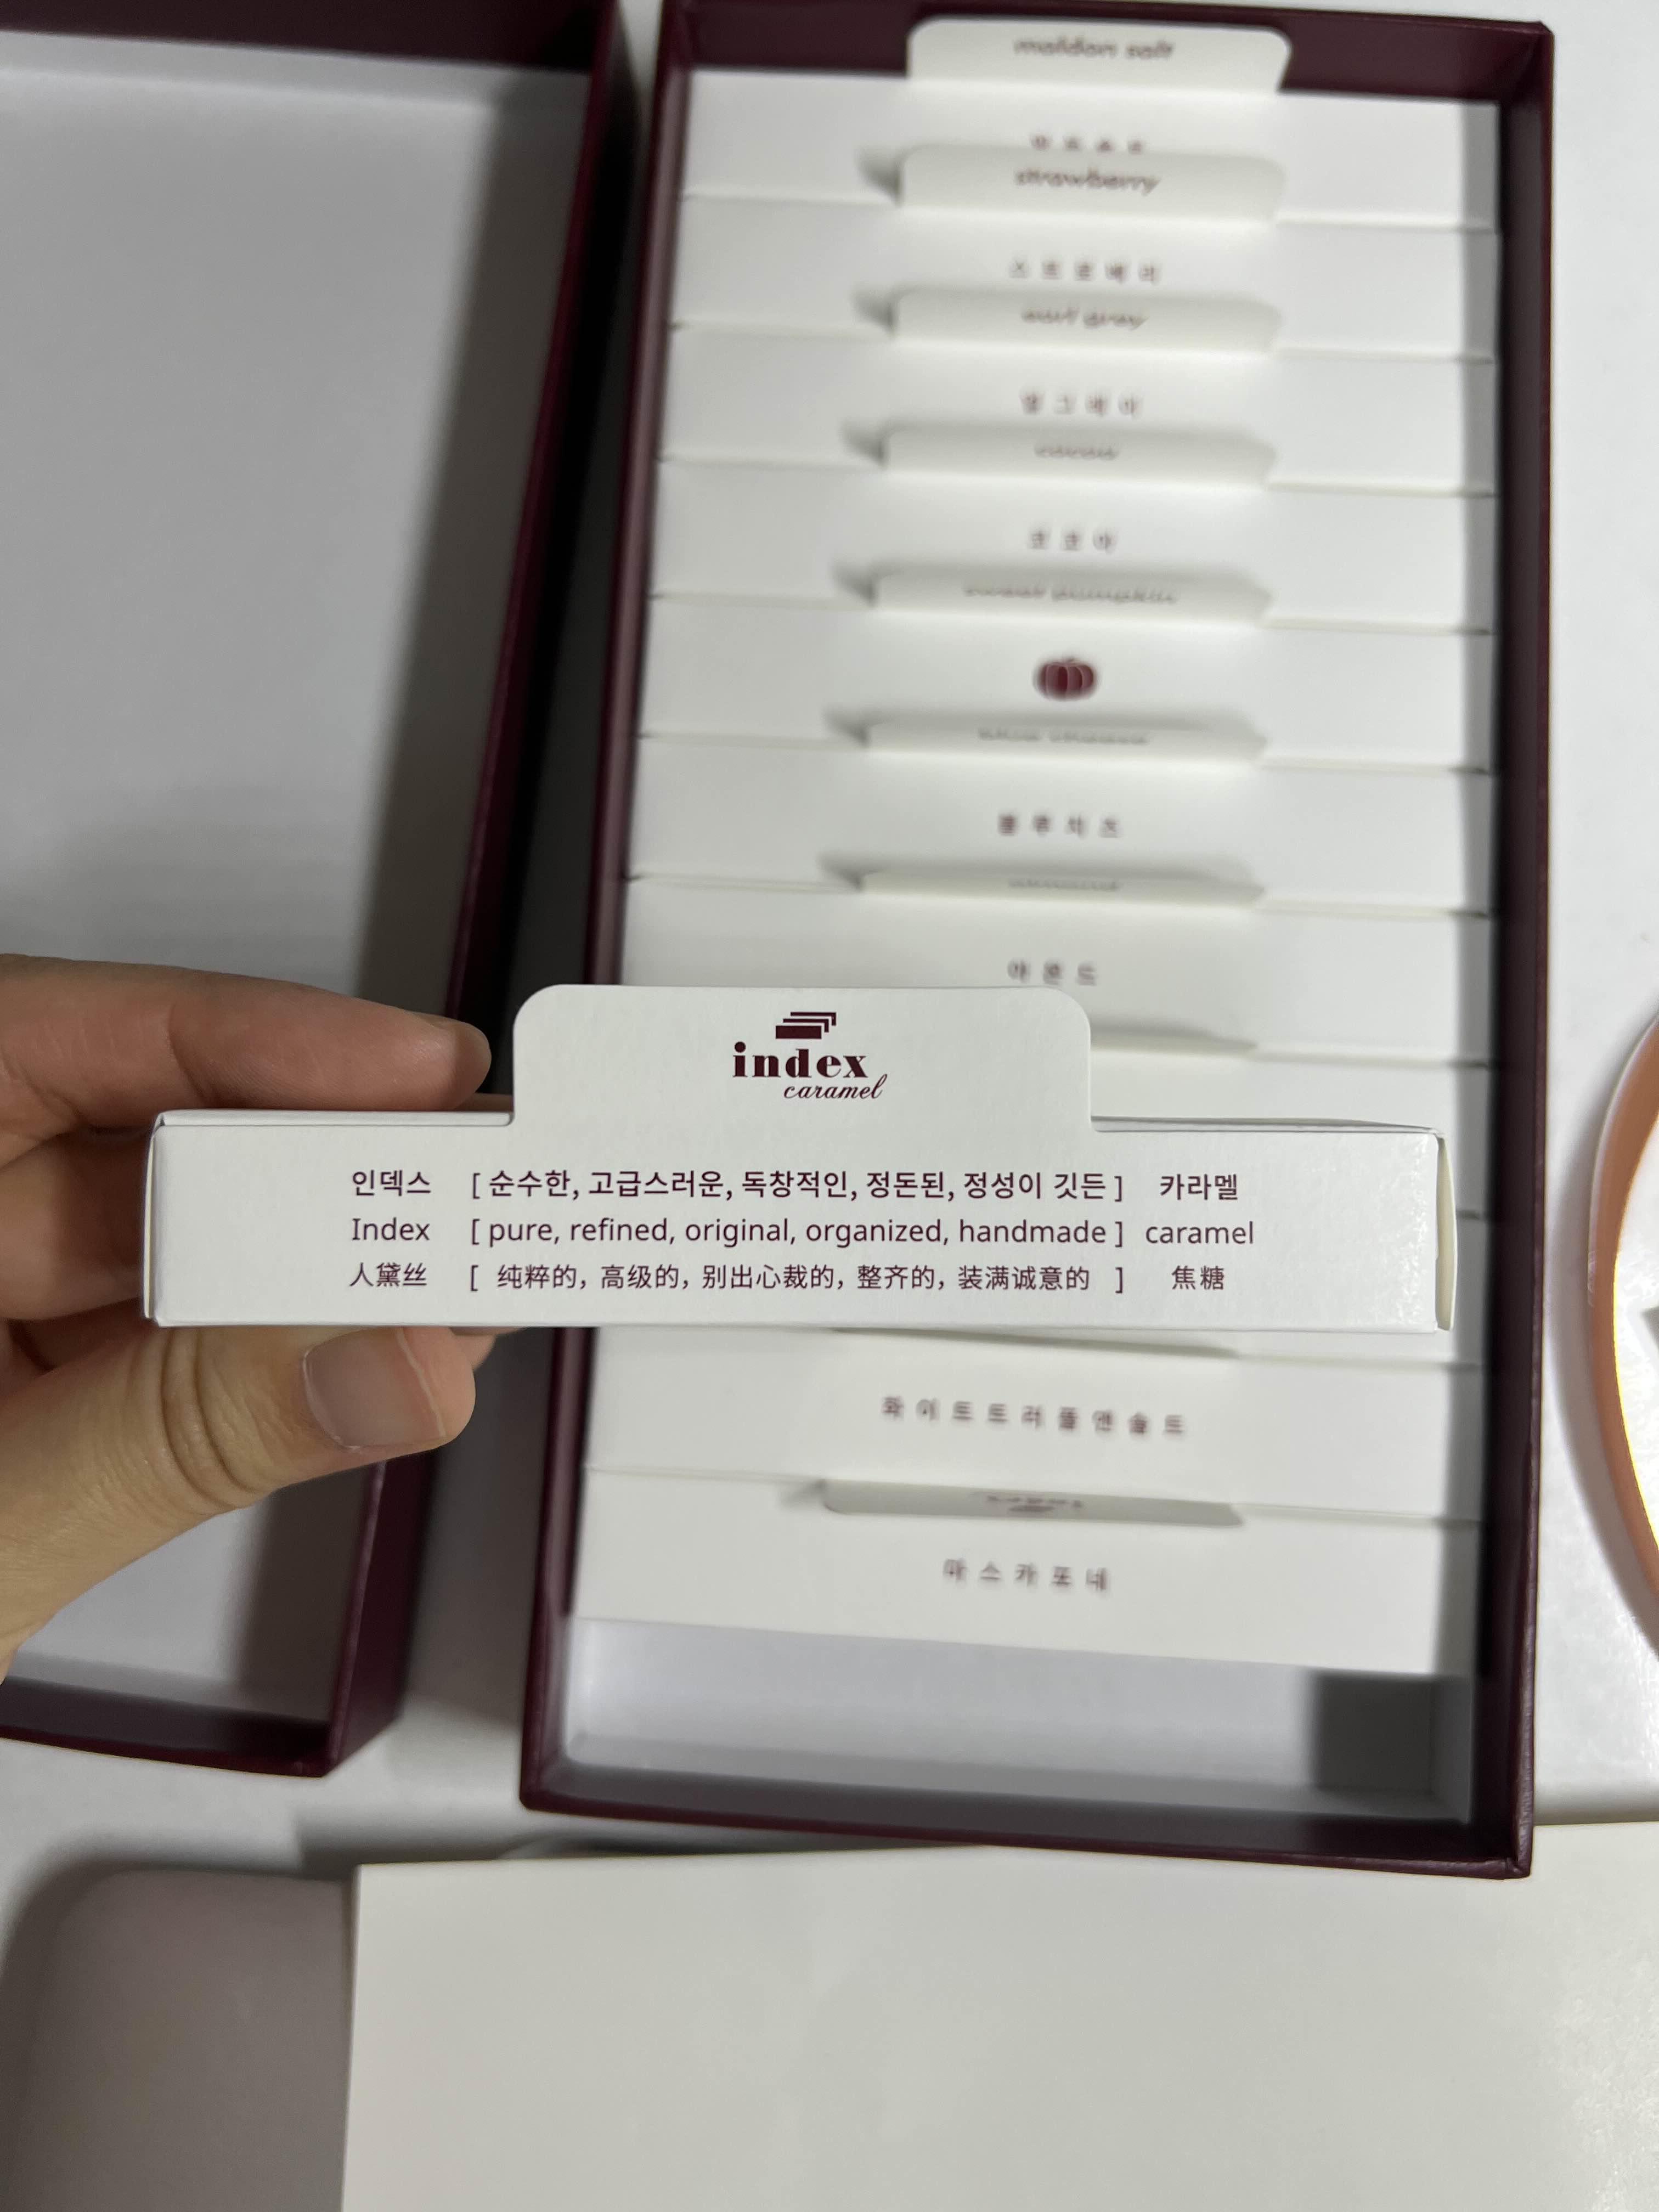 maldon salt
strawberry
스트로베리
earl gray
얼그레이
cacao
코코아
sweet pumpkin
블루치즈
아몬드
index
caramel
인덱스 [ 순수한, 고급스러운, 독창적인, 정돈된, 정성이 깃든 ] 카라멜
Index [ pure, refined, original, organized, handmade ] caramel
人黛丝 [ 纯粹的, 高级的, 别出心裁的, 整齐的, 装满诚意的 ] 焦糖
화이트트러플앤솔트
마스카포네